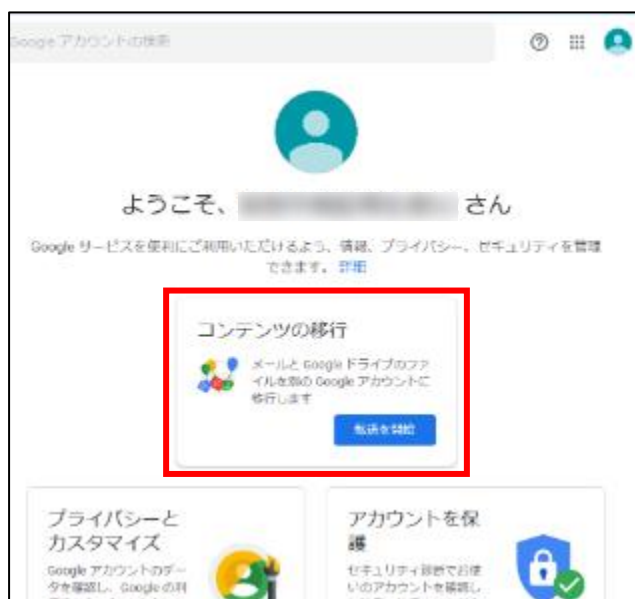 Google アカウントの検索
ようこそ、 さん
Google サービスを便利にご利用いただけるよう、情報、プライバシー、セキュリティを管理
できます。 詳細
コンテンツの移行
メールと Google ドライブのファ
イルを別の Google アカウントに
移行します
転送を開始
プライバシーと
カスタマイズ
アカウントを保
護
Google アカウントのデー
タを確認し、Google の利
セキュリティ診断でお使
いのアカウントを確認し